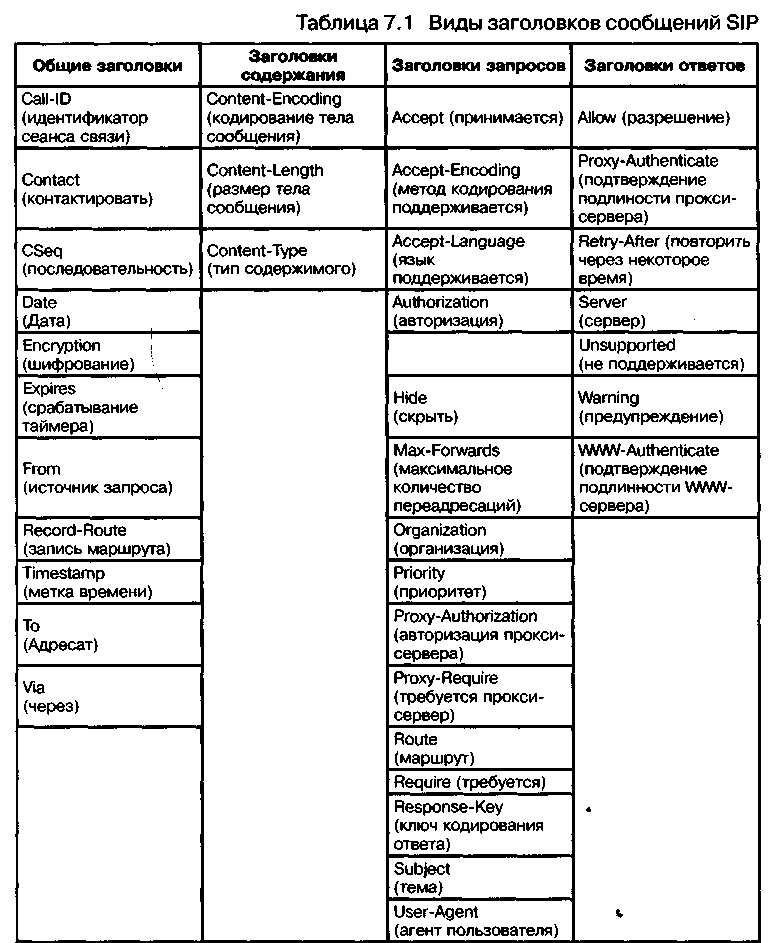 Таблица 7.1 Виды заголовков сообщений SIP
Общие заголовки
Заголовки
содержания
Заголовки запросов
Заголовки ответов
Call-ID
(идентификатор
сеанса связи)
Content-Encoding
(кодирование тела
сообщения)
Accept (принимается)
Allow (разрешение)
Contact
(контактировать)
Content-Length
(размер тела
сообщения)
Accept-Encoding
(метод кодирования
поддерживается)
Proxy-Authenticate
(подтверждение
подлиности прокси-
сервера)
CSeq
(последовательность)
Content-Type
(тип содержимого)
Accept-Language
(язык
поддерживается)
Retry-After (повторить
через некоторое
время)
Date
(Дата)
Authorization
(авторизация)
Server
(сервер)
Encryption
(шифрование)
Unsupported
(не поддерживается)
Expires
(срабатывание
таймера)
Hide
(скрыть)
Warning
(предупреждение)
From
(источник запроса)
Max-Forwards
(максимальное
количество
переадресаций)
WWW-Authenticate
(подтверждение
подлинности WWW-
сервера)
Record-Route
(запись маршрута)
Organization
(организация)
Timestamp
(метка времени)
Priority
(приоритет)
To
(Адресат)
Proxy-Authorization
(авторизация прокси-
сервера)
Via
(через)
Proxy-Require
(требуется прокси-
сервер)
Route
(маршрут)
Require (требуется)
Response-Key
(ключ кодирования
ответа)
Subject
(тема)
User-Agent
(агент пользователя)